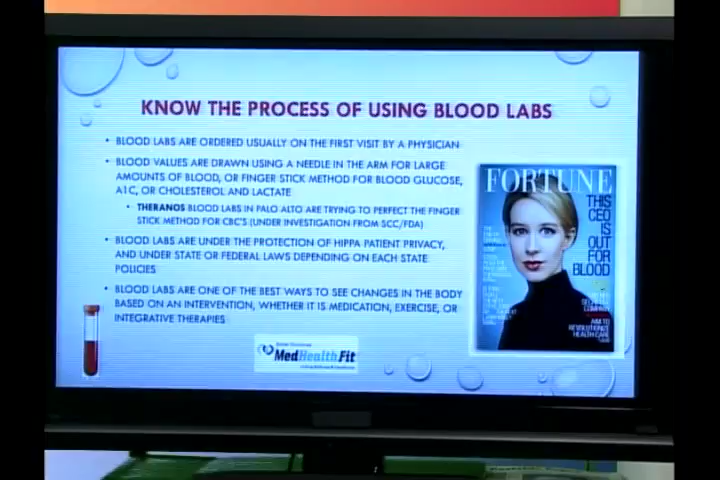 KNOW THE PROCESS OF USING BLOOD LABS
• BLOOD LABS ARE ORDERED USUALLY ON THE FIRST VISIT BY A PHYSICIAN
• BLOOD VALUES ARE DRAWN USING A NEEDLE IN THE ARM FOR LARGE
AMOUNTS OF BLOOD, OR FINGER STICK METHOD FOR BLOOD GLUCOSE,
A1C, OR CHOLESTEROL AND LACTATE
• THERANOS BLOOD LABS IN PALO ALTO ARE TRYING TO PERFECT THE FINGER
STICK METHOD FOR CBC'S (UNDER INVESTIGATION FROM SCC/FDA)
• BLOOD LABS ARE UNDER THE PROTECTION OF HIPPA PATIENT PRIVACY,
AND UNDER STATE OR FEDERAL LAWS DEPENDING ON EACH STATE
POLICIES
• BLOOD LABS ARE ONE OF THE BEST WAYS TO SEE CHANGES IN THE BODY
BASED ON AN INTERVENTION, WHETHER IT IS MEDICATION, EXERCISE, OR
INTEGRATIVE THERAPIES
FORTUNE
THIS
CEO
IS
OUT
FOR
BLOOD
HEALTH CARE
MedHealthFit